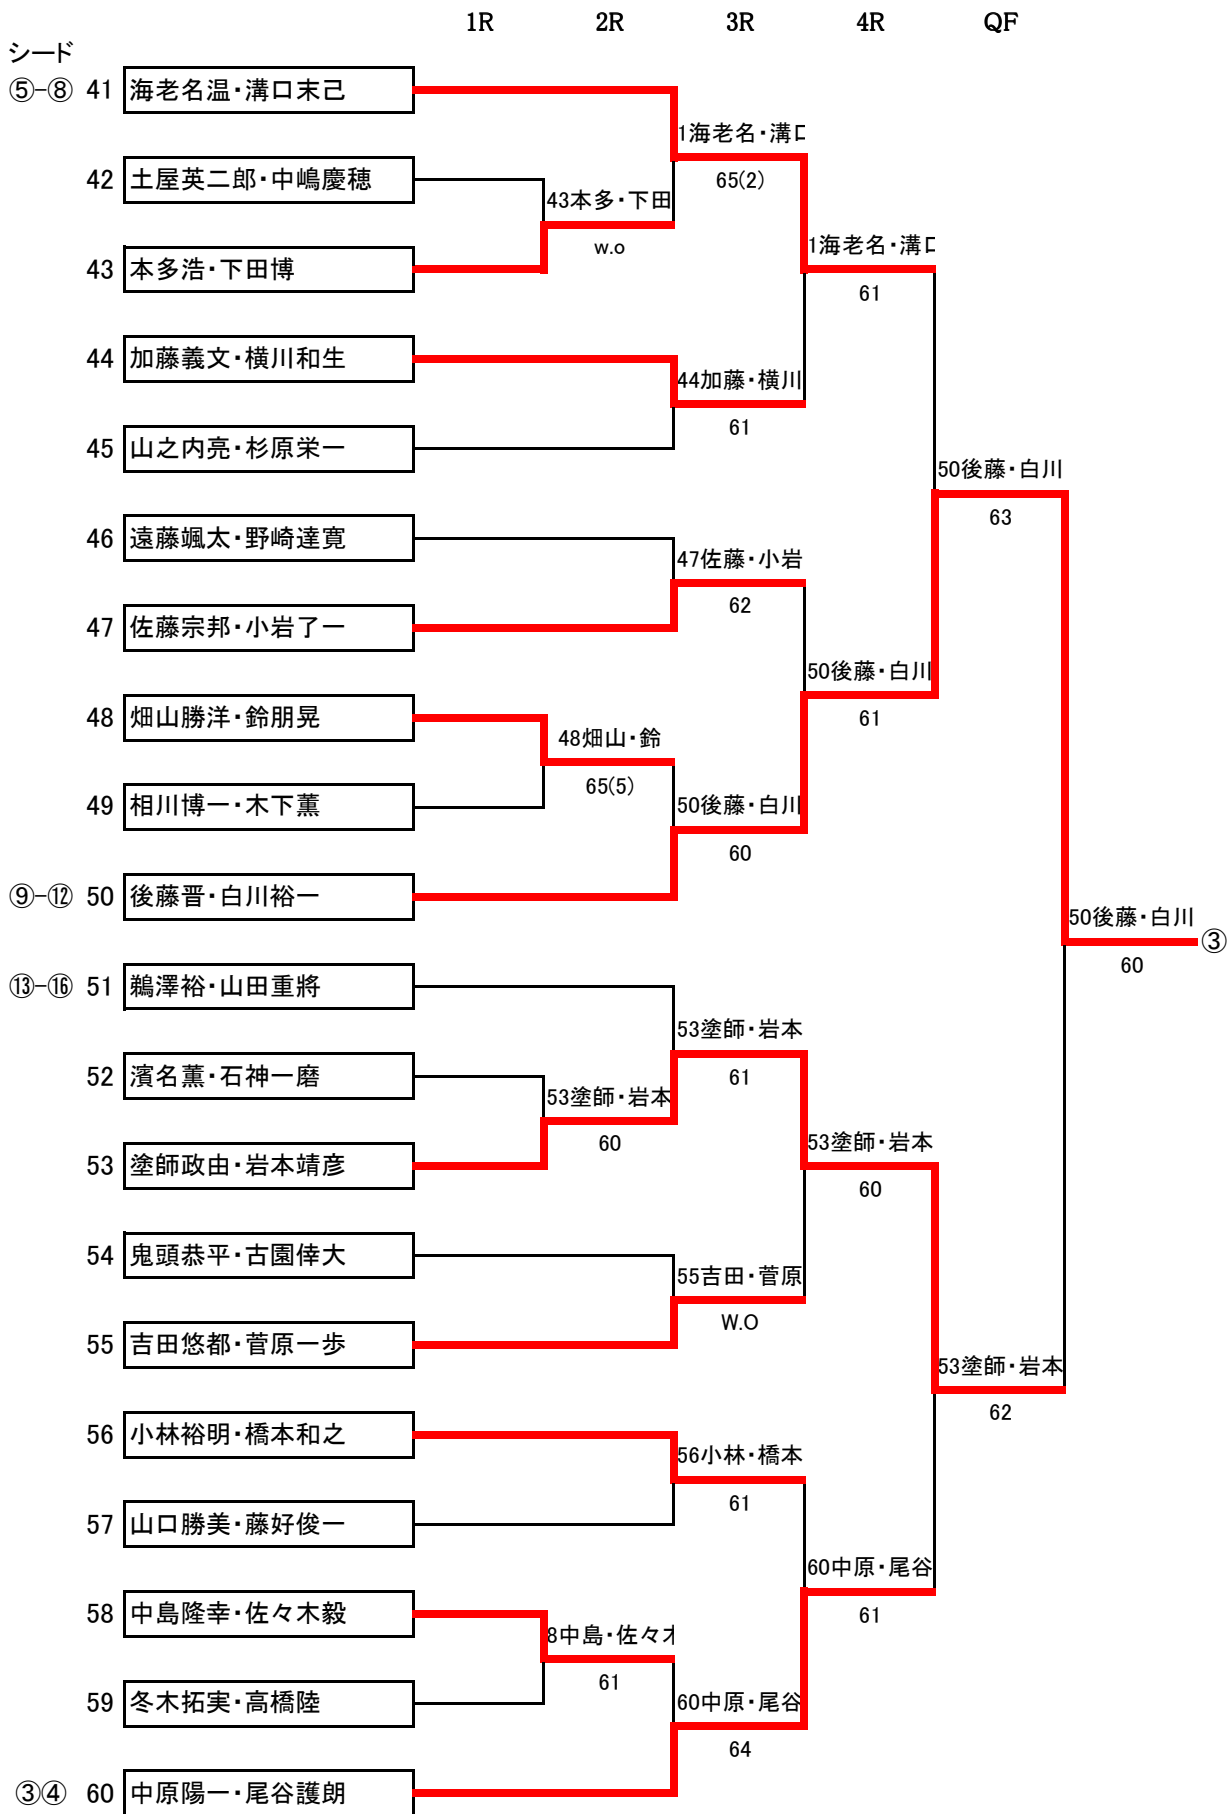 1R 2R 3R 4R QF
シード
⑤-⑧ 41 海老名温・溝口末己
1海老名・溝口
65(2)
42 土屋英二郎・中嶋慶穂
43本多・下田
w.o
43 本多浩・下田博
1海老名・溝口
61
44 加藤義文・横川和生
44加藤・横川
61
45 山之内亮・杉原栄一
50後藤・白川
63
46 遠藤颯太・野崎達寛
47佐藤・小岩
62
47 佐藤宗邦・小岩了一
50後藤・白川
61
48 畑山勝洋・鈴朋晃
48畑山・鈴
65(5)
49 相川博一・木下薫
50後藤・白川
60
⑨-⑫ 50 後藤晋・白川裕一
50後藤・白川
③
60
⑬-⑯ 51 鵜澤裕・山田重將
53塗師・岩本
61
52 濱名薫・石神一磨
53塗師・岩本
60
53 塗師政由・岩本靖彦
53塗師・岩本
60
54 鬼頭恭平・古園倖大
55吉田・菅原
W.O
55 吉田悠都・菅原一歩
53塗師・岩本
62
56 小林裕明・橋本和之
56小林・橋本
61
57 山口勝美・藤好俊一
60中原・尾谷
61
58 中島隆幸・佐々木毅
8中島・佐々木
61
59 冬木拓実・高橋陸
60中原・尾谷
64
③④ 60 中原陽一・尾谷護朗